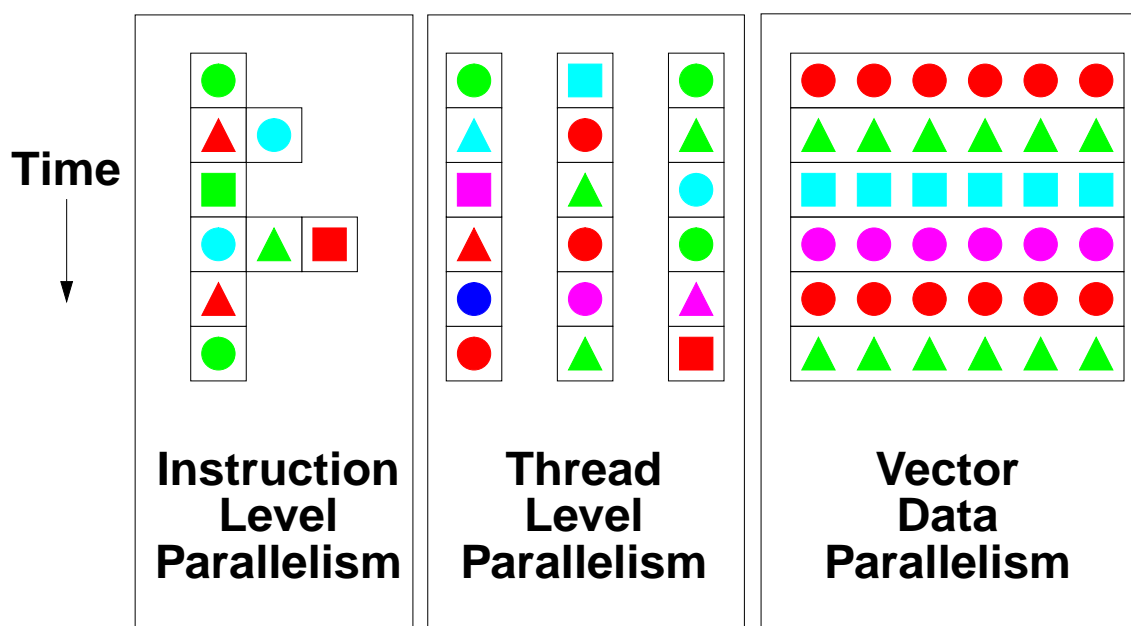 Time
Instruction
Level
Parallelism
Thread
Level
Parallelism
Vector
Data
Parallelism